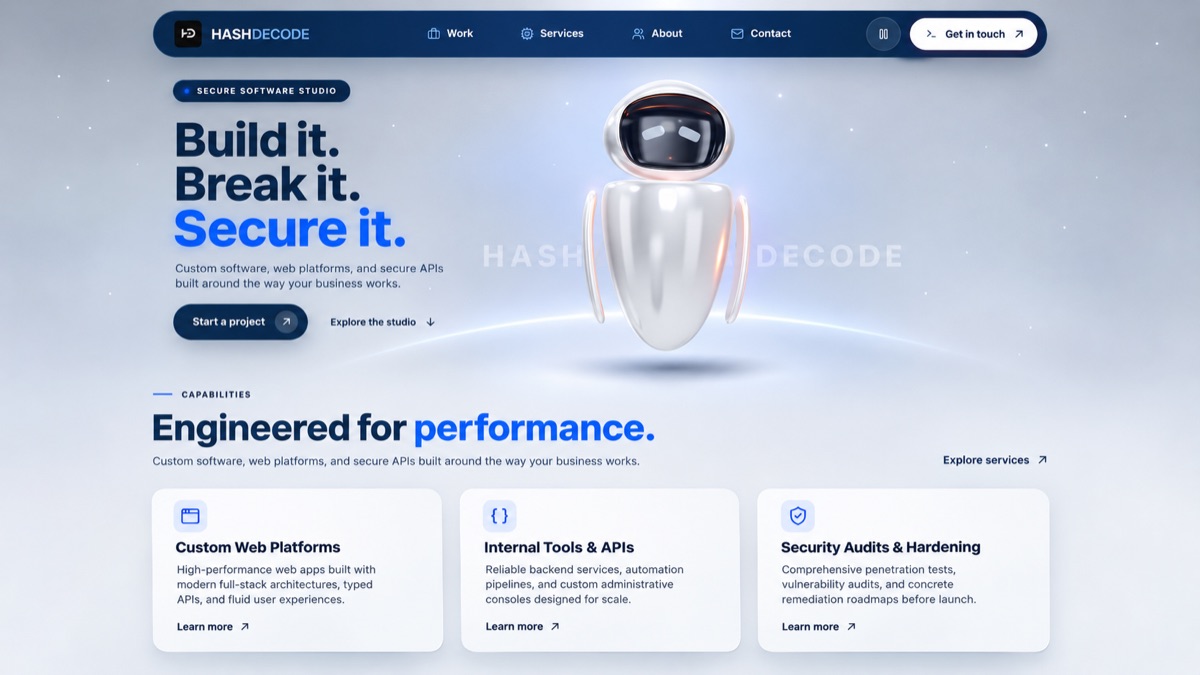 HASHDECODE
Work
Services
About
Contact
Get in touch
SECURE SOFTWARE STUDIO
Build it.
Break it.
Secure it.
Custom software, web platforms, and secure APIs
built around the way your business works.
Start a project
Explore the studio
HASH DECODE
CAPABILITIES
Engineered for performance.
Custom software, web platforms, and secure APIs built around the way your business works.
Explore services
Custom Web Platforms
High-performance web apps built with
modern full-stack architectures, typed
APIs, and fluid user experiences.
Learn more
Internal Tools & APIs
Reliable backend services, automation
pipelines, and custom administrative
consoles designed for scale.
Learn more
Security Audits & Hardening
Comprehensive penetration tests,
vulnerability audits, and concrete
remediation roadmaps before launch.
Learn more